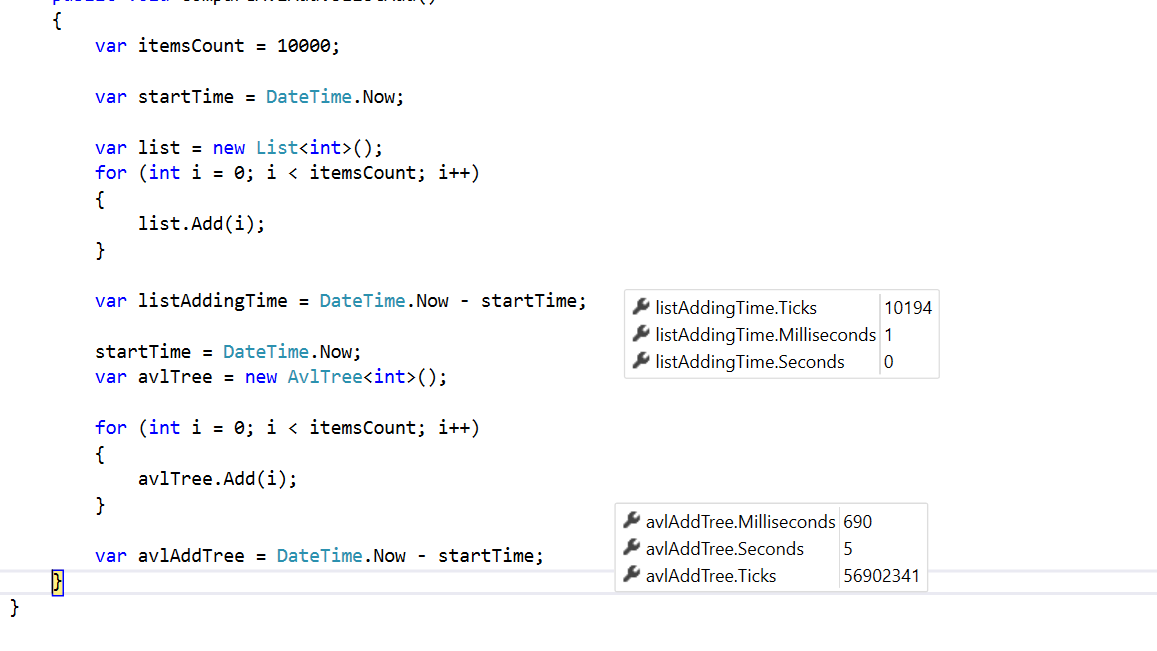 {
var itemsCount = 10000;
var startTime = DateTime.Now;
var list = new List<int>();
for (int i = 0; i < itemsCount; i++)
{
list.Add(i);
}
var listAddingTime = DateTime.Now - startTime;
listAddingTime.Ticks 10194
listAddingTime.Milliseconds 1
listAddingTime.Seconds 0
startTime = DateTime.Now;
var avlTree = new AvlTree<int>();
for (int i = 0; i < itemsCount; i++)
{
avlTree.Add(i);
}
var avlAddTree = DateTime.Now - startTime;
avlAddTree.Milliseconds 690
avlAddTree.Seconds 5
avlAddTree.Ticks 56902341
}
}